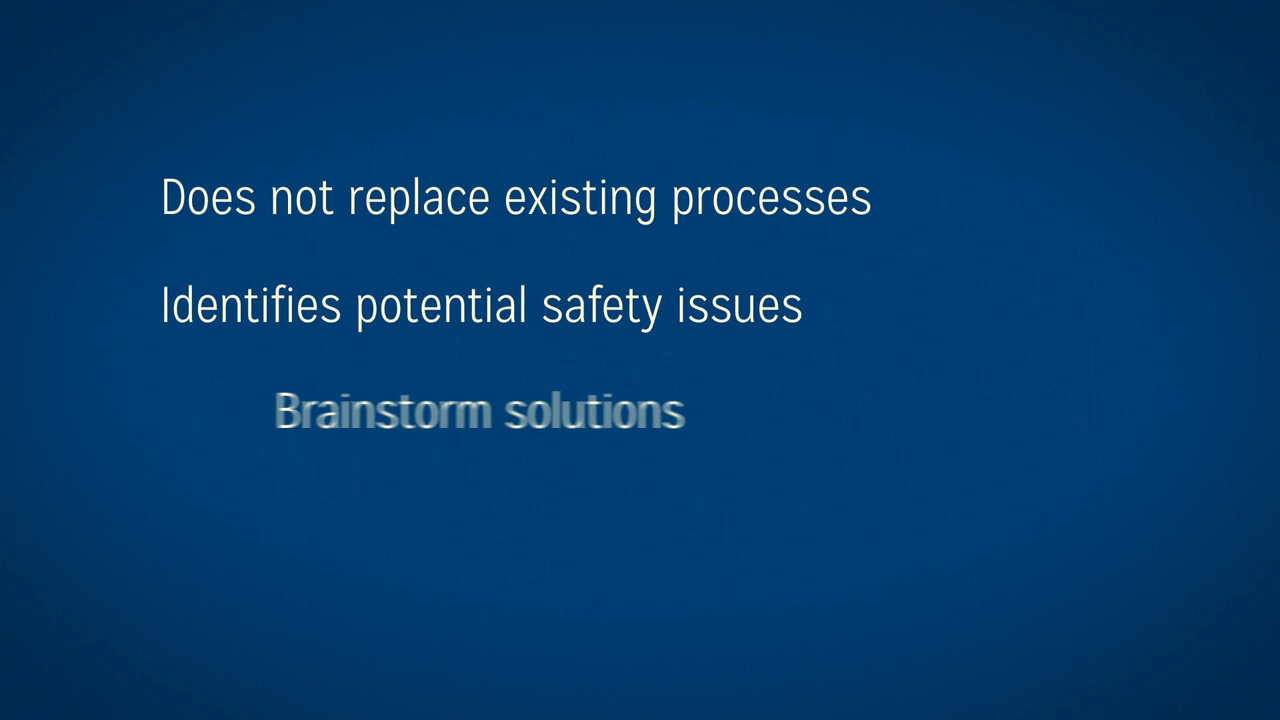 Does not replace existing processes
Identifies potential safety issues
Brainstorm solutions